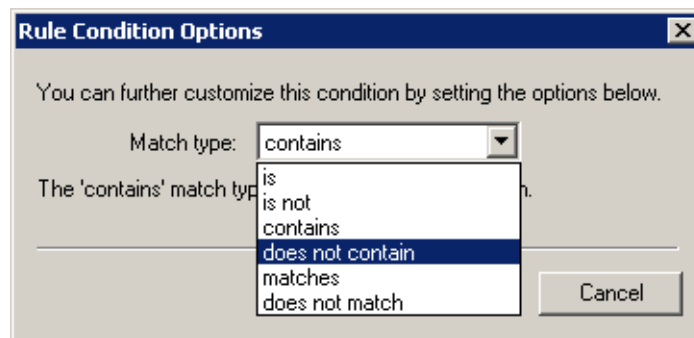 Rule Condition Options
You can further customize this condition by setting the options below.
Match type: contains
is
The 'contains' match typ
is not
contains
does not contain
matches
does not match
Cancel